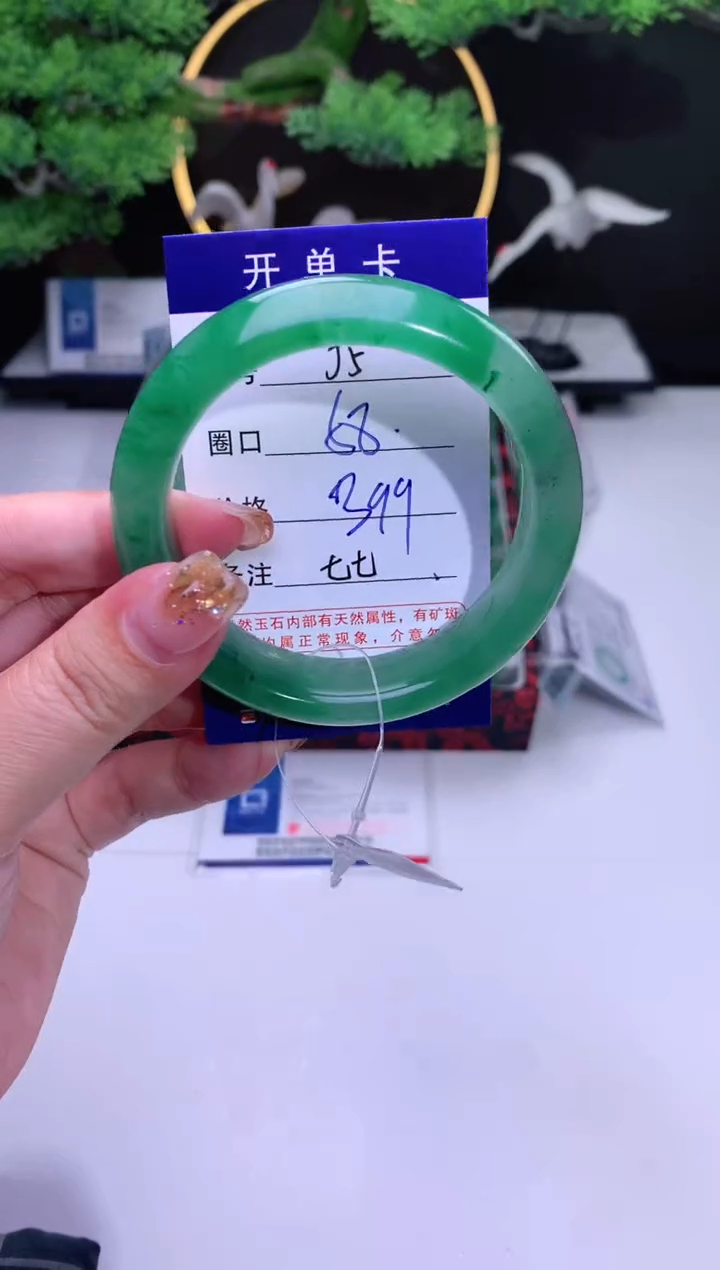 开单卡
号 J5
圈口 68.
价格 399
备注 七七
然玉石内部有天然属性，有矿斑
均属正常现象，介意勿